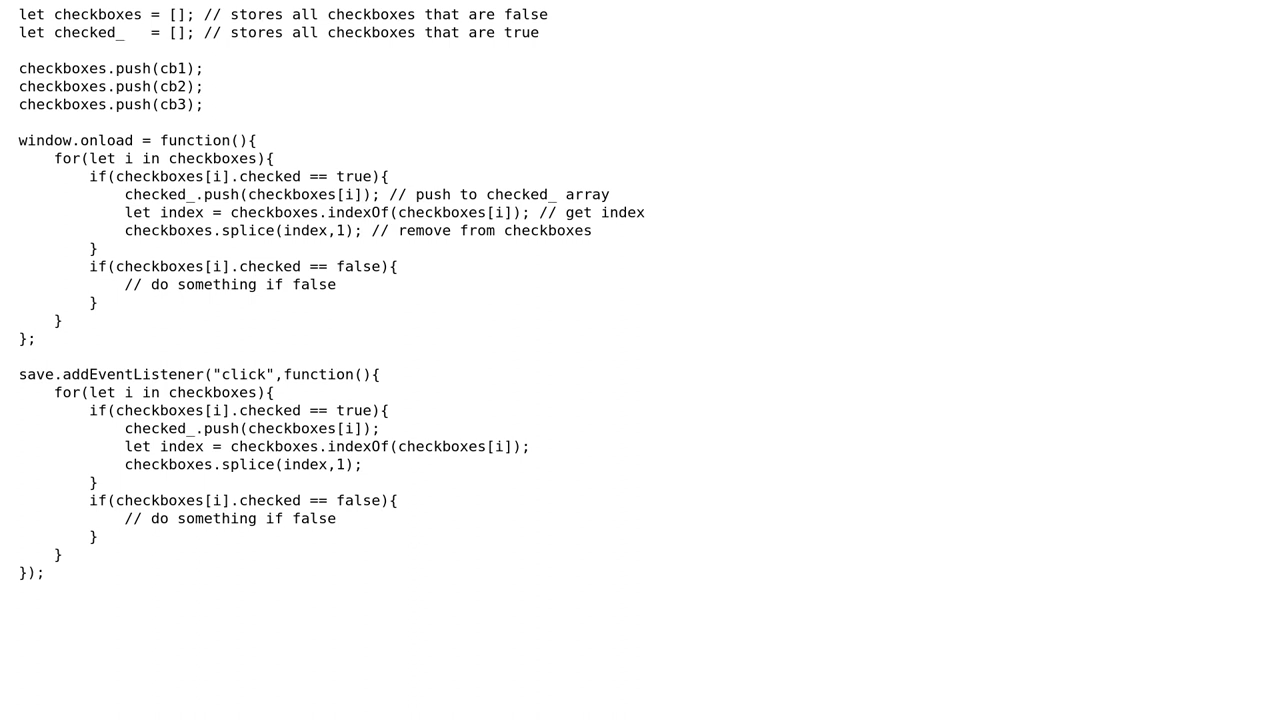 let checkboxes = []; // stores all checkboxes that are false
let checked_   = []; // stores all checkboxes that are true

checkboxes.push(cb1);
checkboxes.push(cb2);
checkboxes.push(cb3);

window.onload = function(){
    for(let i in checkboxes){
        if(checkboxes[i].checked == true){
            checked_.push(checkboxes[i]); // push to checked_ array
            let index = checkboxes.indexOf(checkboxes[i]); // get index
            checkboxes.splice(index,1); // remove from checkboxes
        }
        if(checkboxes[i].checked == false){
            // do something if false
        }
    }
};

save.addEventListener("click",function(){
    for(let i in checkboxes){
        if(checkboxes[i].checked == true){
            checked_.push(checkboxes[i]);
            let index = checkboxes.indexOf(checkboxes[i]);
            checkboxes.splice(index,1);
        }
        if(checkboxes[i].checked == false){
            // do something if false
        }
    }
});